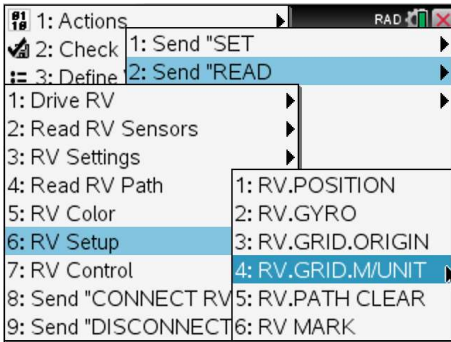 1: Actions
RAD
2: Check
1: Send "SET
3: Define
2: Send "READ
1: Drive RV
2: Read RV Sensors
3: RV Settings
4: Read RV Path
5: RV Color
6: RV Setup
7: RV Control
8: Send "CONNECT RV
9: Send "DISCONNECT
1: RV.POSITION
2: RV.GYRO
3: RV.GRID.ORIGIN
4: RV.GRID.M/UNIT
5: RV.PATH CLEAR
6: RV MARK